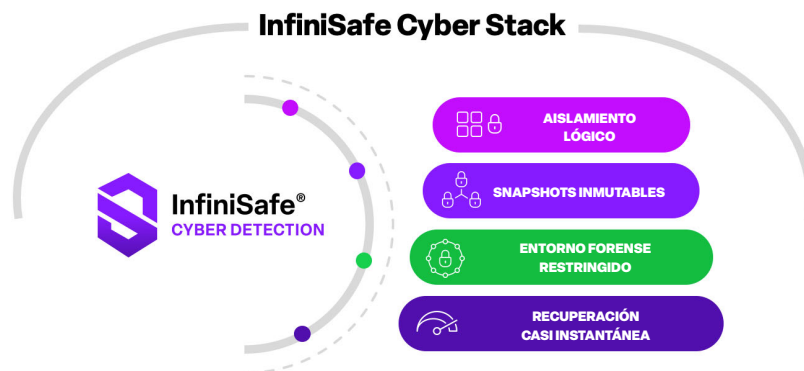 InfiniSafe Cyber Stack
AISLAMIENTO
LÓGICO
SNAPSHOTS INMUTABLES
InfiniSafe®
CYBER DETECTION
ENTORNO FORENSE
RESTRINGIDO
RECUPERACIÓN
CASI INSTANTÁNEA